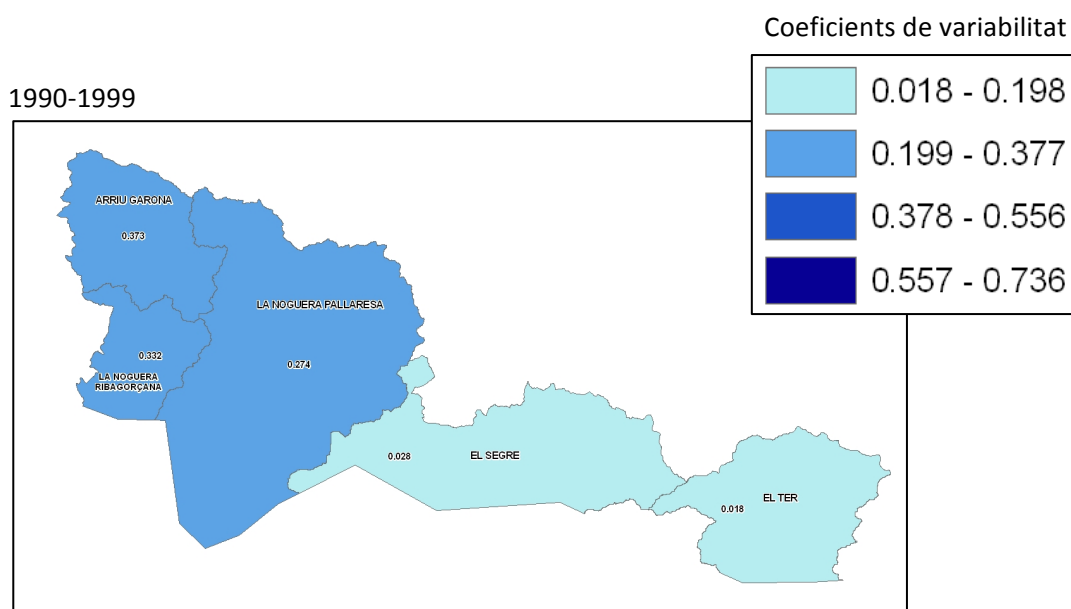 Coeficients de variabilitat
0.018 - 0.198
0.199 - 0.377
0.378 - 0.556
0.557 - 0.736
1990-1999
ARRIU GARONA
0.373
LA NOGUERA PALLARESA
0.274
0.332
LA NOGUERA
RIBAGORÇANA
0.028
EL SEGRE
EL TER
0.018